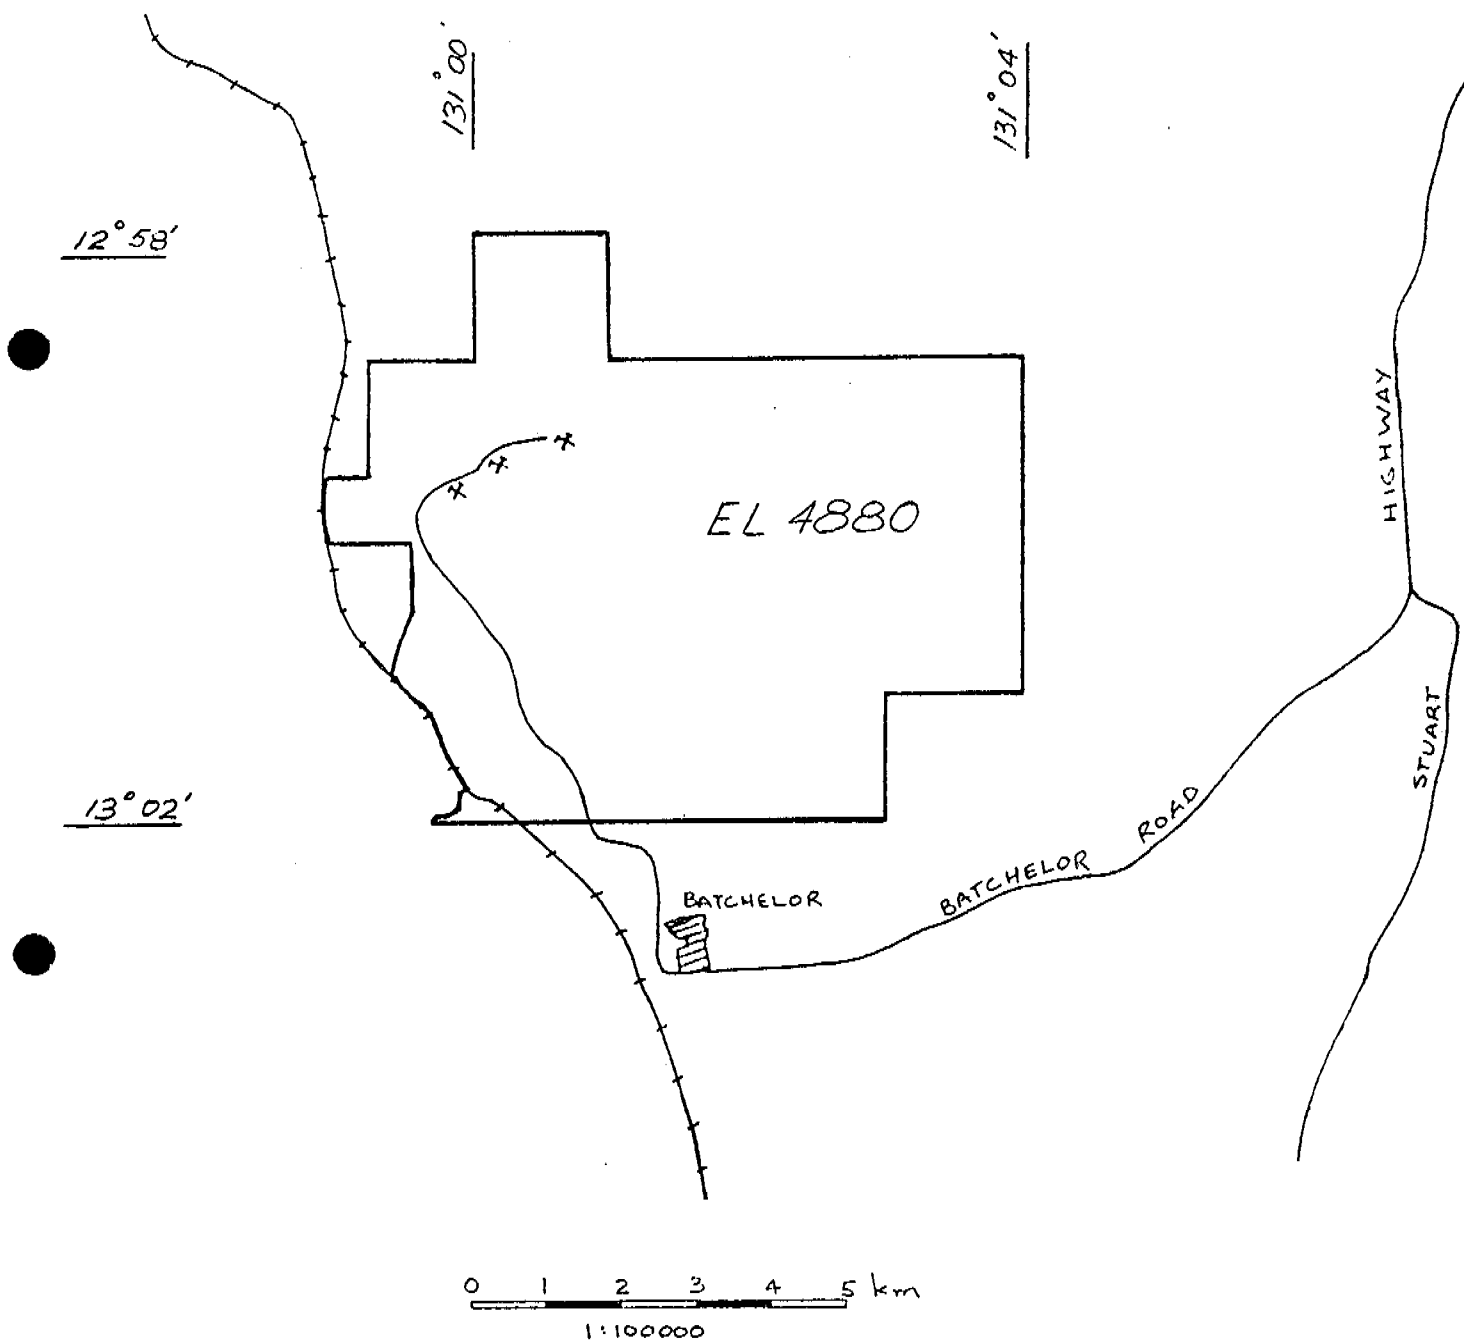 131°00'
131°04'
12°58'
HIGHWAY
EL 4880
STUART
13°02'
BATCHELOR ROAD
BATCHELOR
0 1 2 3 4 5 km
1:100000